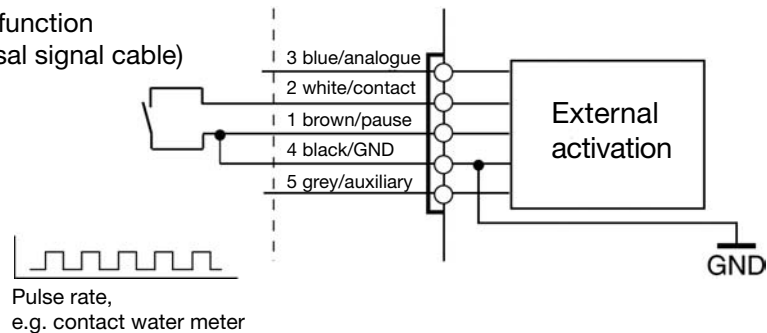 function
sal signal cable)
3 blue/analogue
2 white/contact
1 brown/pause
4 black/GND
5 grey/auxiliary
External
activation
GND
Pulse rate,
e.g. contact water meter